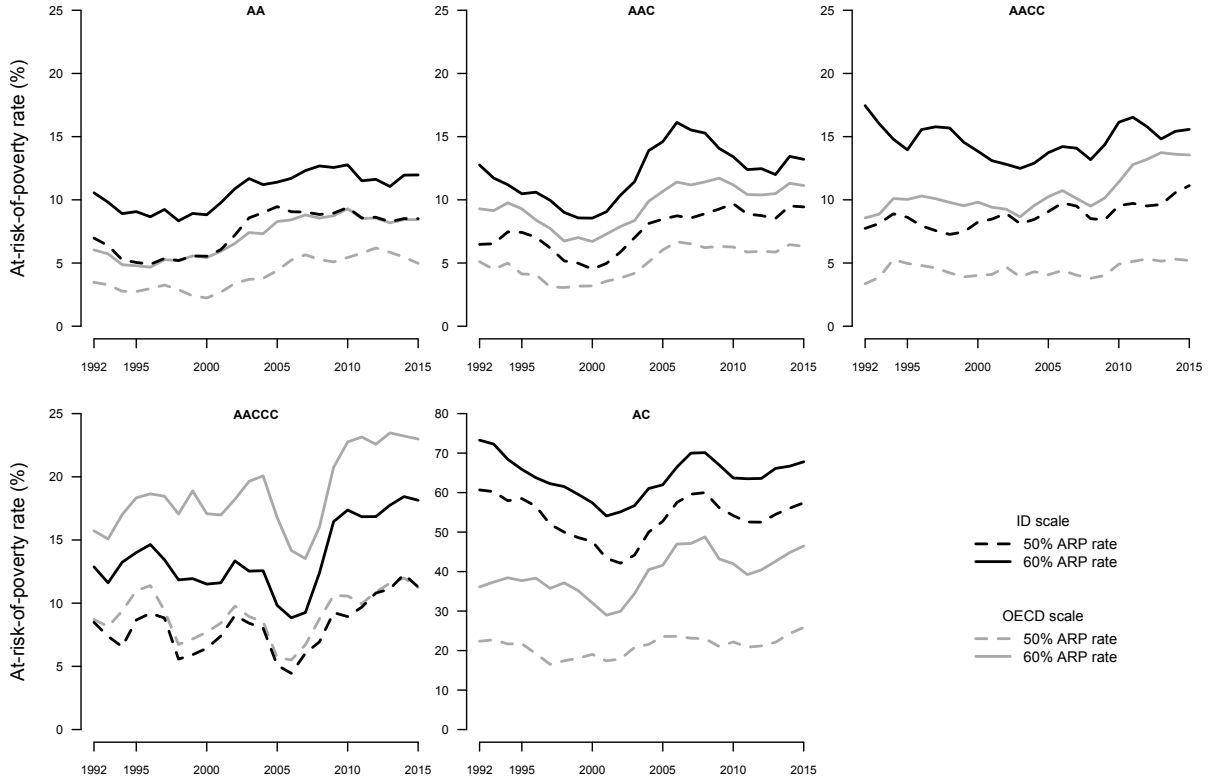 AA
At-risk-of-poverty rate (%)
25
20
15
10
5
0
1992 1995 2000 2005 2010 2015
AAC
25
20
15
10
5
0
1992 1995 2000 2005 2010 2015
AACC
25
20
15
10
5
0
1992 1995 2000 2005 2010 2015
AACCC
At-risk-of-poverty rate (%)
25
20
15
10
5
0
1992 1995 2000 2005 2010 2015
AC
80
70
60
50
40
30
20
10
0
1992 1995 2000 2005 2010 2015
ID scale
50% ARP rate
60% ARP rate
OECD scale
50% ARP rate
60% ARP rate